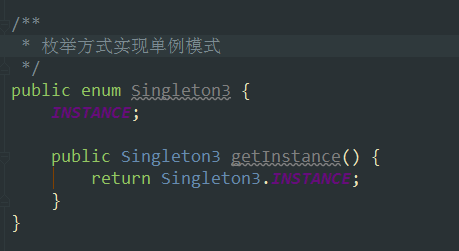 /**
 * 枚举方式实现单例模式
 */
public enum Singleton3 {
    INSTANCE;

    public Singleton3 getInstance() {
        return Singleton3.INSTANCE;
    }
}